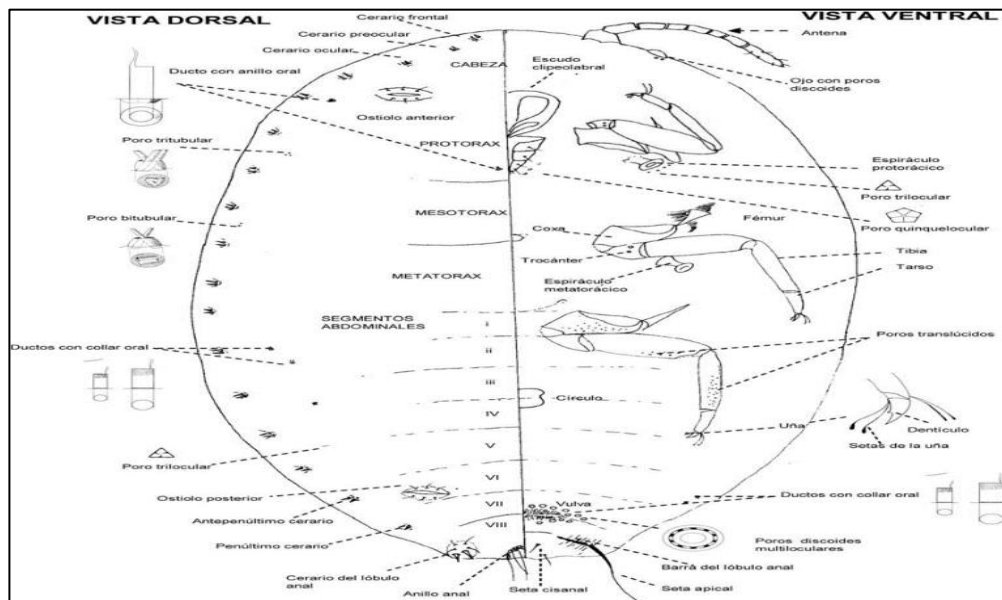 VISTA DORSAL
VISTA VENTRAL
Cerario frontal
Cerario preocular
Cerario ocular
CABEZA
Ducto con anillo oral
Ostiolo anterior
Escudo
clipeolabral
Antena
Ojo con poros
discoides
Poro tritubular
PROTORAX
Espiráculo
protorácico
Poro trilocular
Poro bitubular
MESOTORAX
Coxa
Fémur
Poro quinquelocular
Trocánter
Tibia
METATORAX
Espiráculo
metatorácico
Tarso
SEGMENTOS
ABDOMINALES
i
ii
iii
IV
V
VI
VII
VIII
Ductos con collar oral
Poros translúcidos
Círculo
Uña
Dentículo
Setas de la uña
Poro trilocular
Ostiolo posterior
Antepenúltimo cerario
Vulva
Ductos con collar oral
Penúltimo cerario
Poros discoides
multiloculares
Cerario del lóbulo
anal
Anillo anal
Seta cisanal
Barra del lóbulo anal
Seta apical